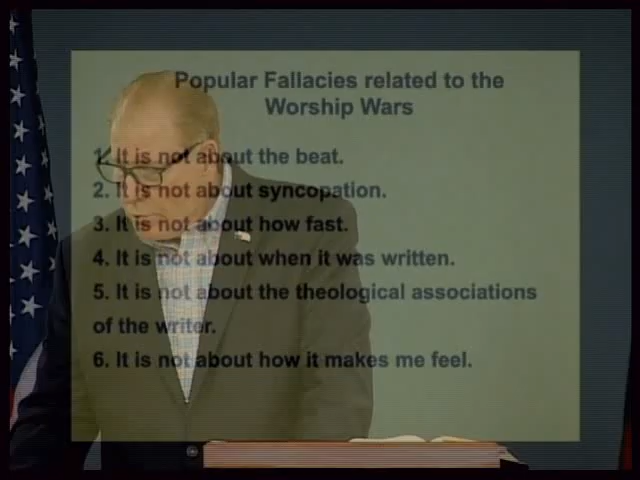 Popular Fallacies related to the
Worship Wars
1. It is not about the beat.
2. It is not about syncopation.
3. It is not about how fast.
4. It is not about when it was written.
5. It is not about the theological associations
of the writer.
6. It is not about how it makes me feel.